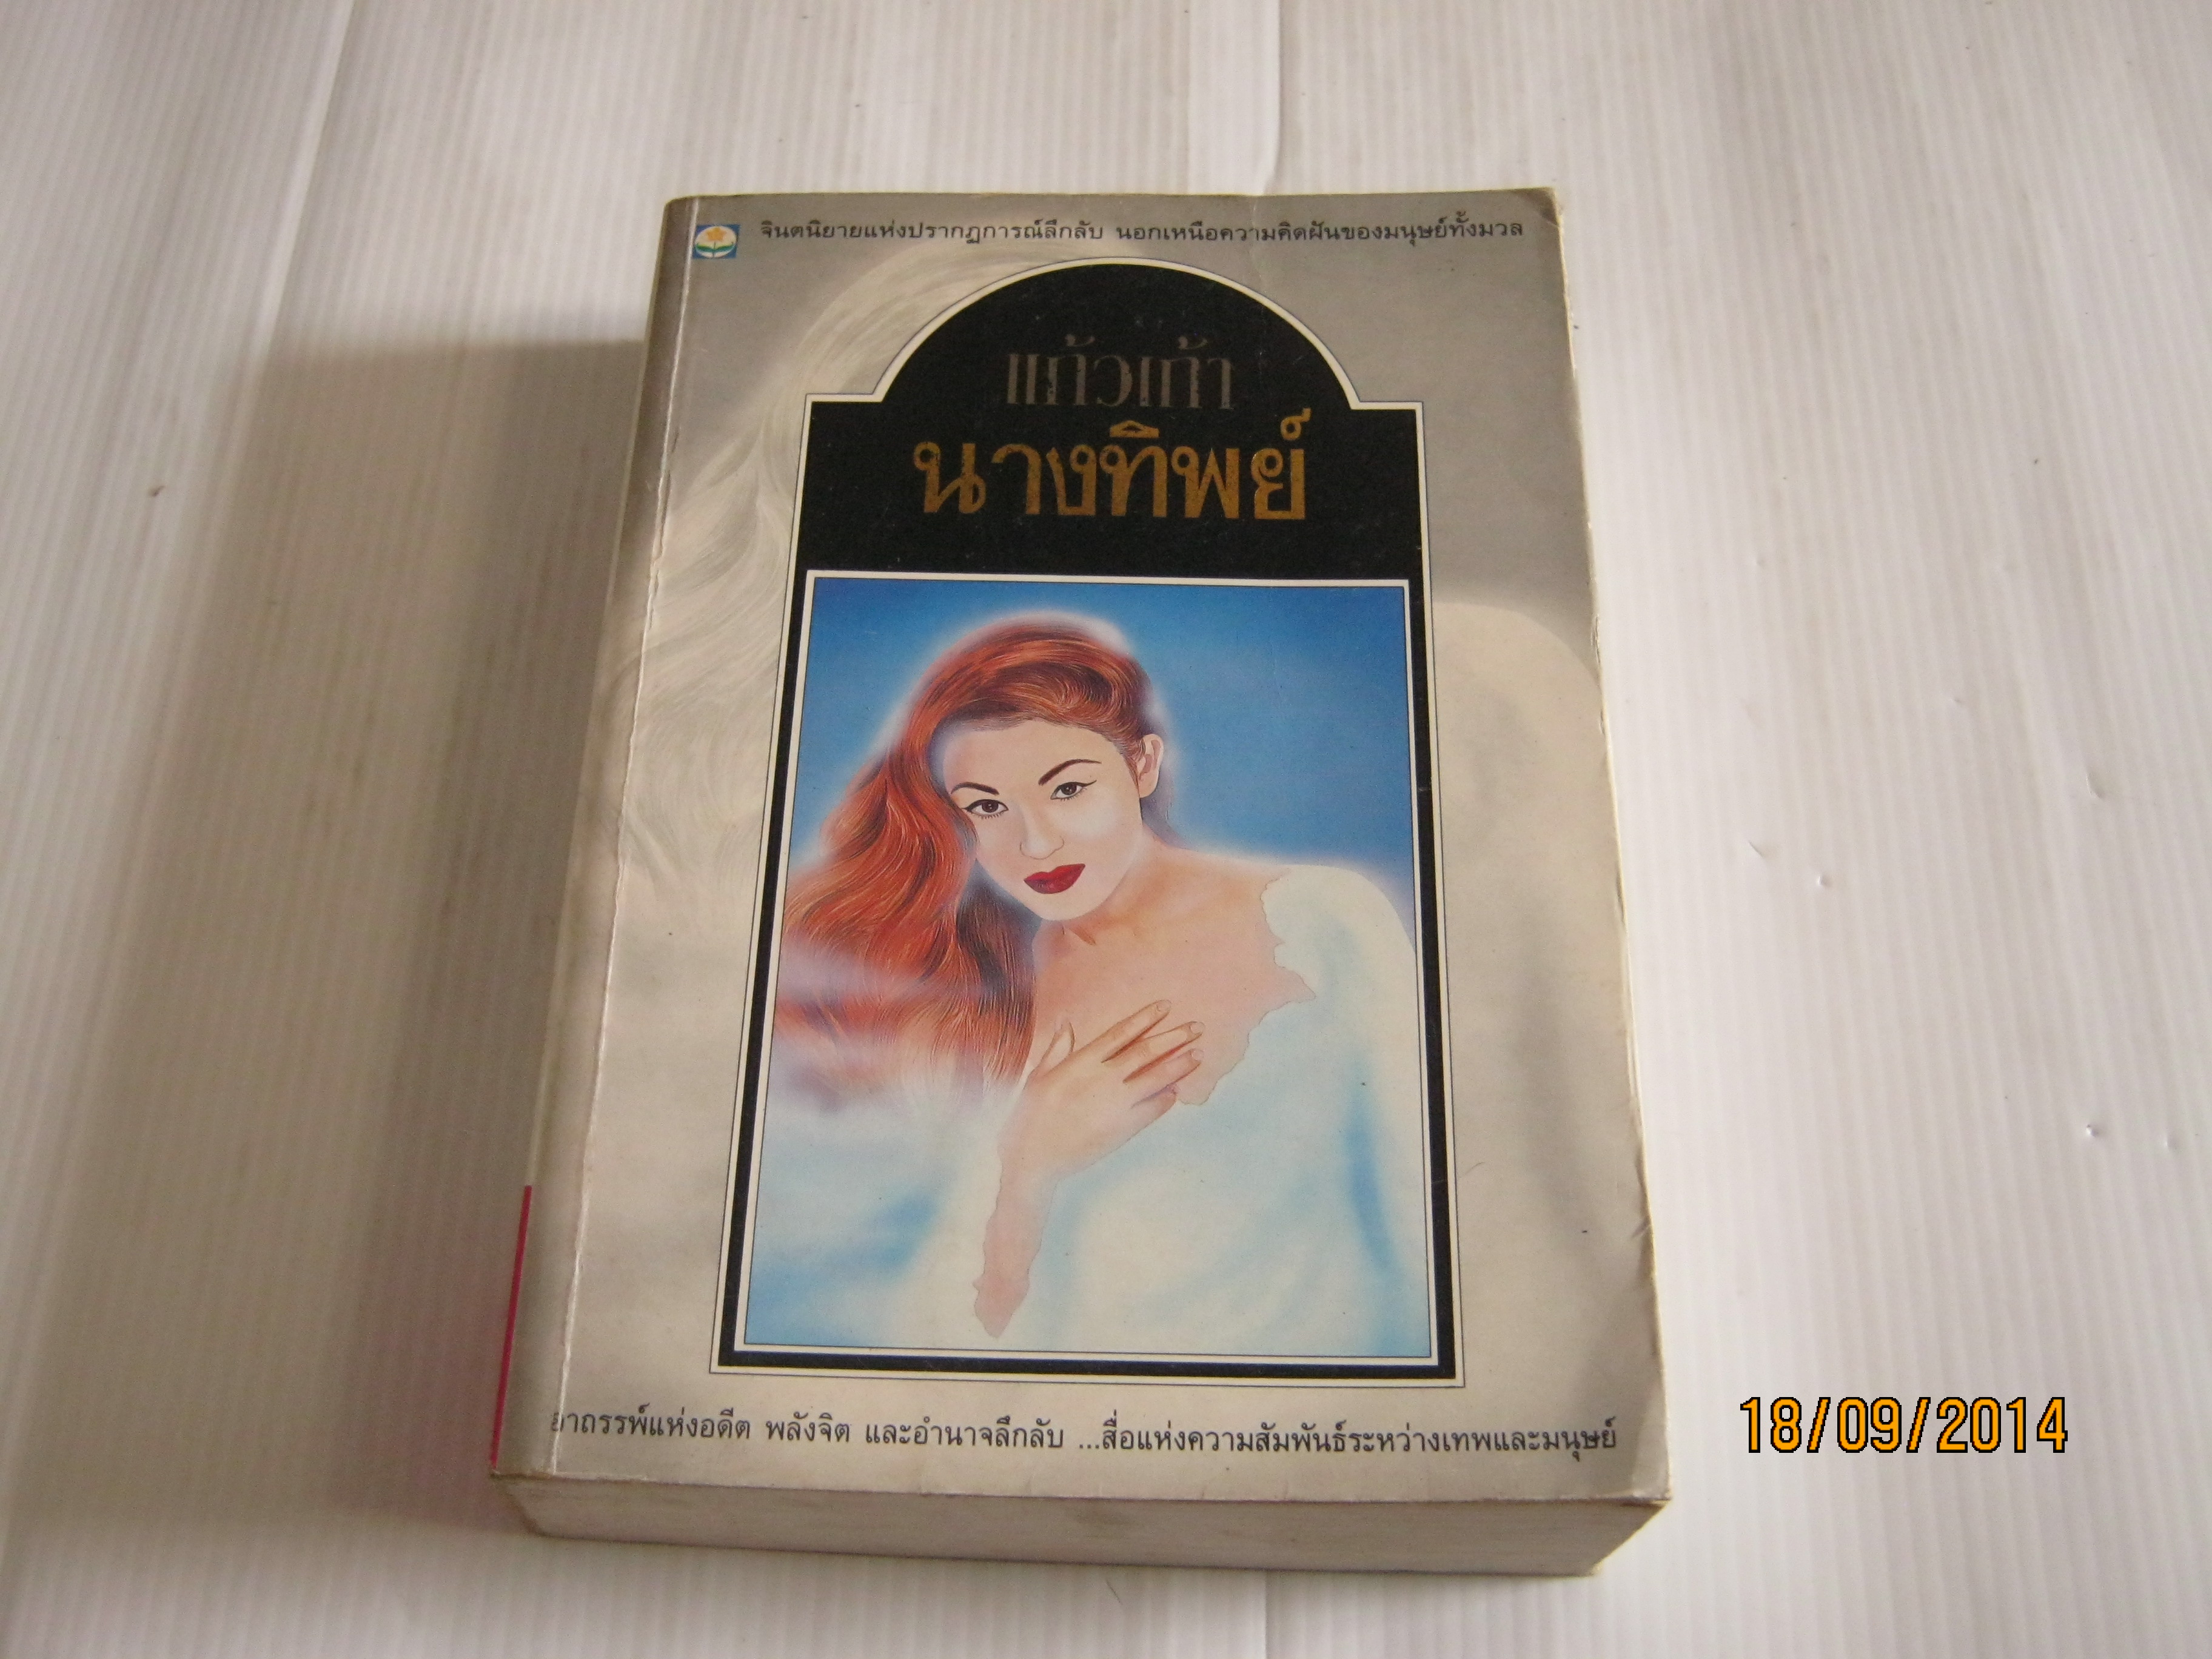 จินตนิยายแห่งปรากฏการณ์ลึกลับ นอกเหนือความคิดฝันของมนุษย์ทั้งมวล
แก้วเก้า
นางทิพย์
อาถรรพ์แห่งอดีต พลังจิต และอำนาจลึกลับ ...สื่อแห่งความสัมพันธ์ระหว่างเทพและมนุษย์
18/09/2014